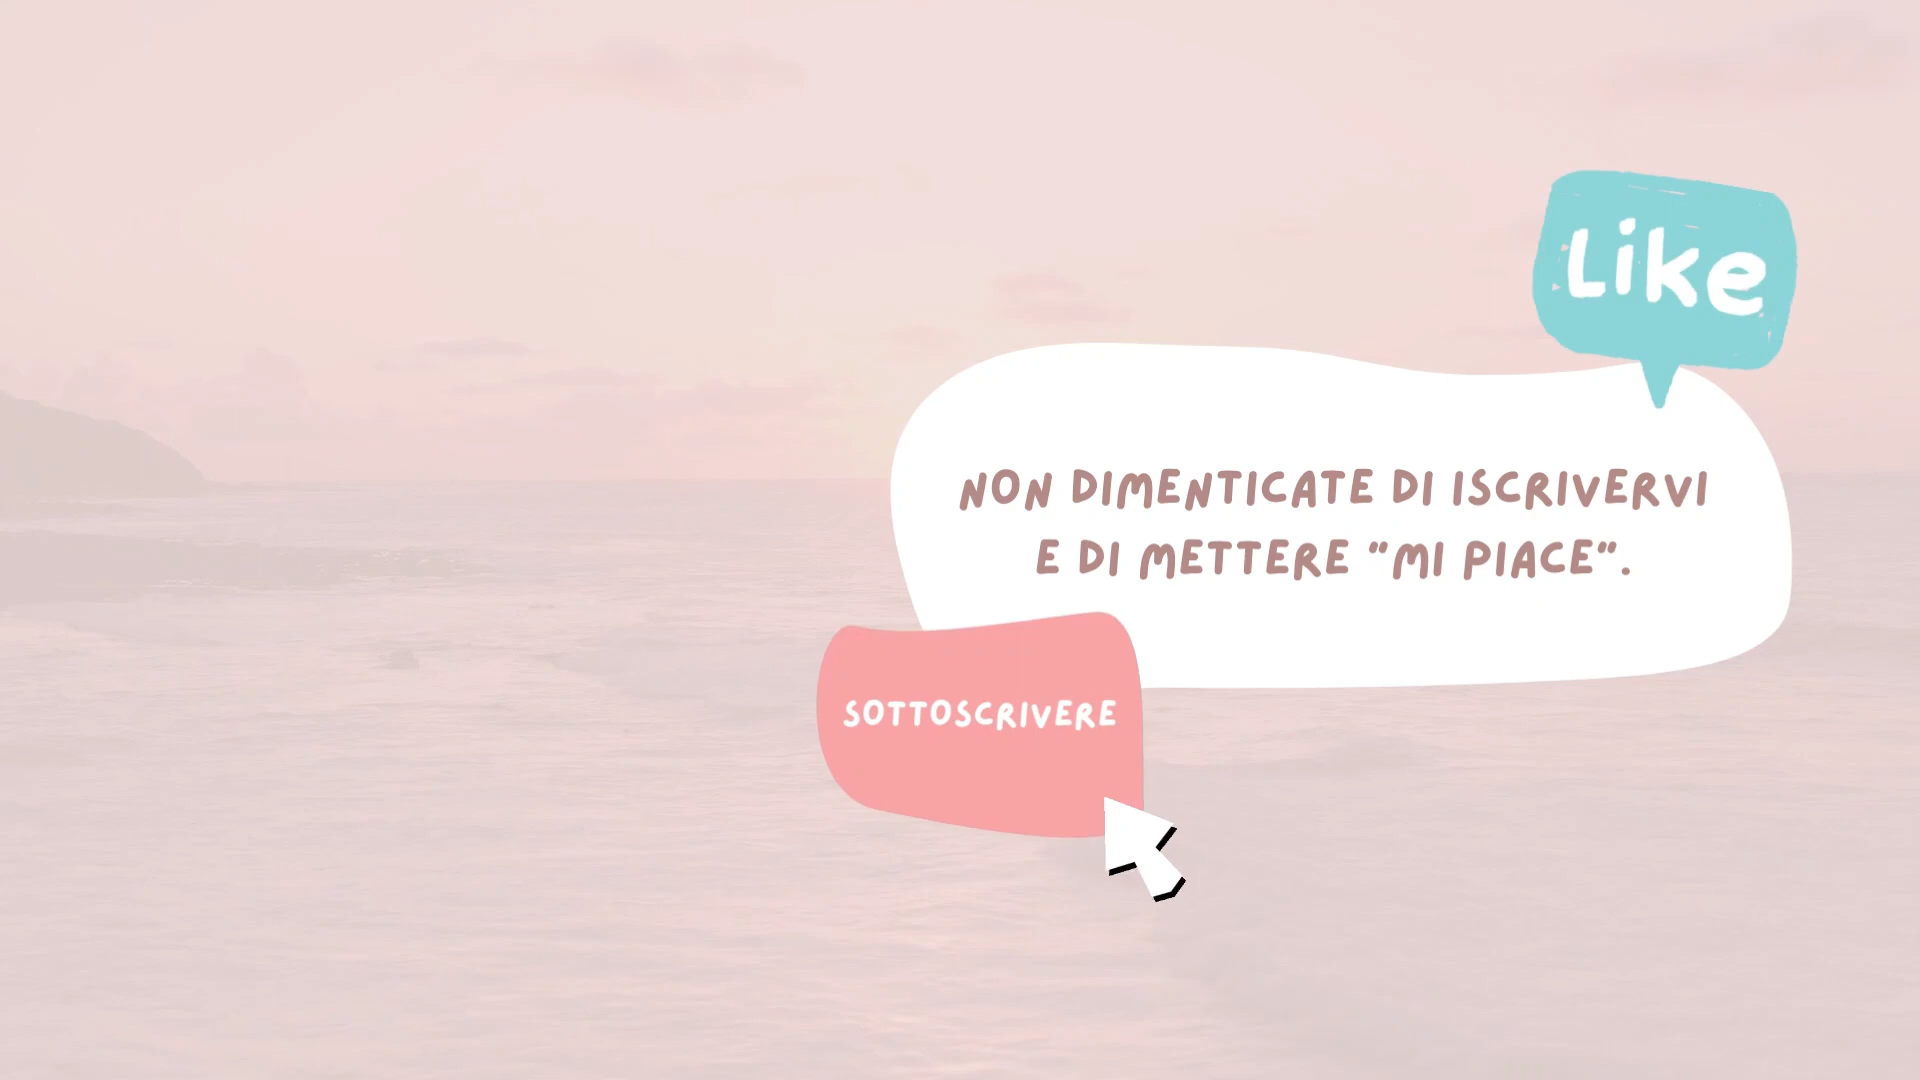 Like
NON DIMENTICATE DI ISCRIVERVI
E DI METTERE "MI PIACE".
SOTTOSCRIVERE